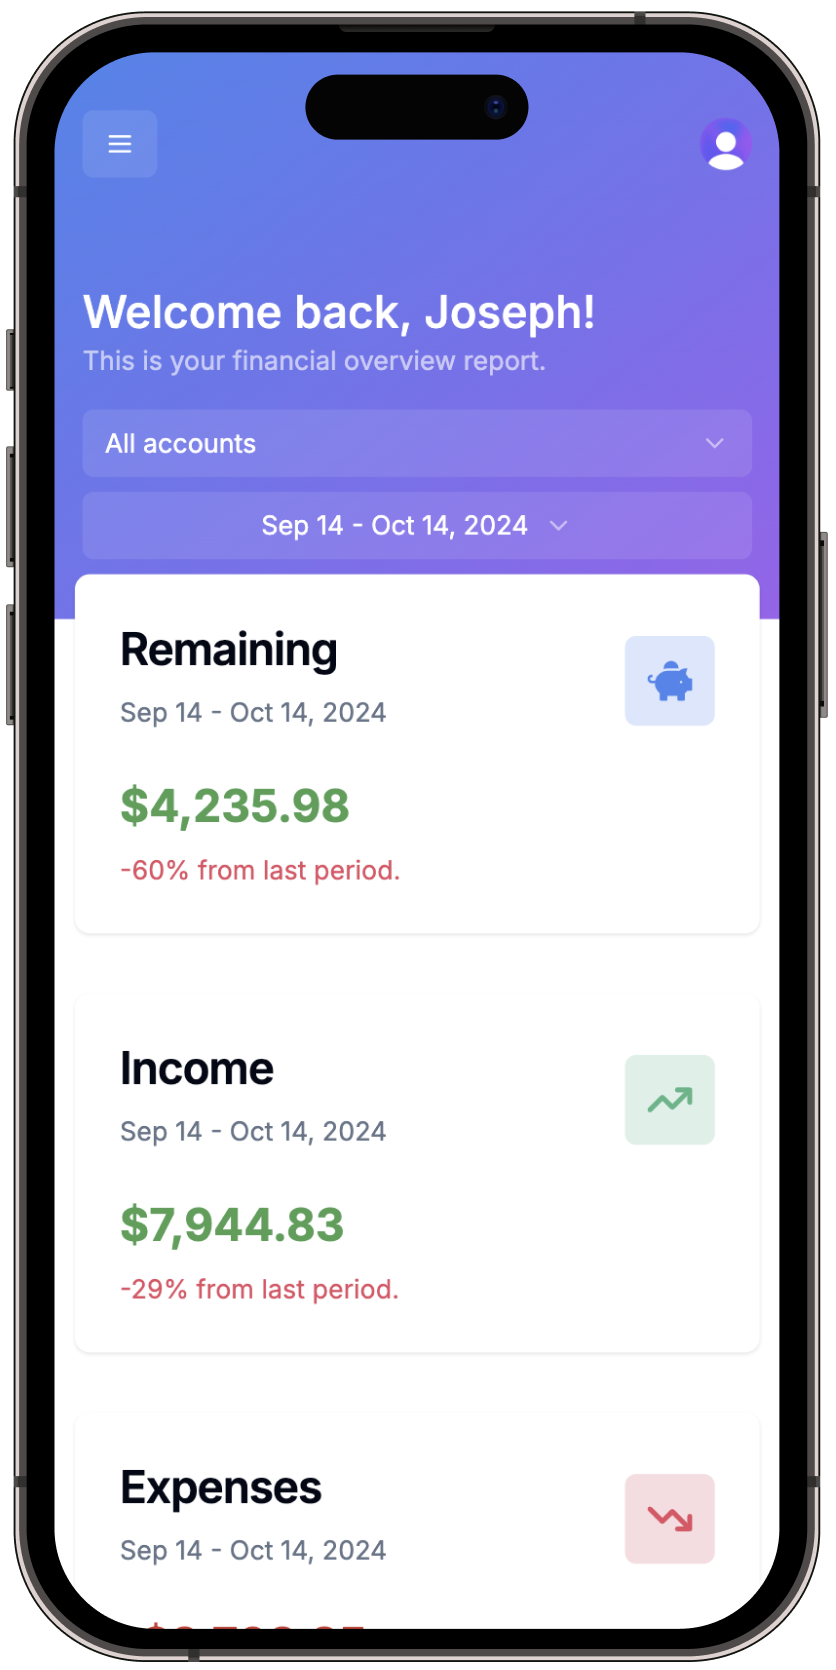 Welcome back, Joseph!
This is your financial overview report.
All accounts
Sep 14 - Oct 14, 2024
Remaining
Sep 14 - Oct 14, 2024
$4,235.98
-60% from last period.
Income
Sep 14 - Oct 14, 2024
$7,944.83
-29% from last period.
Expenses
Sep 14 - Oct 14, 2024